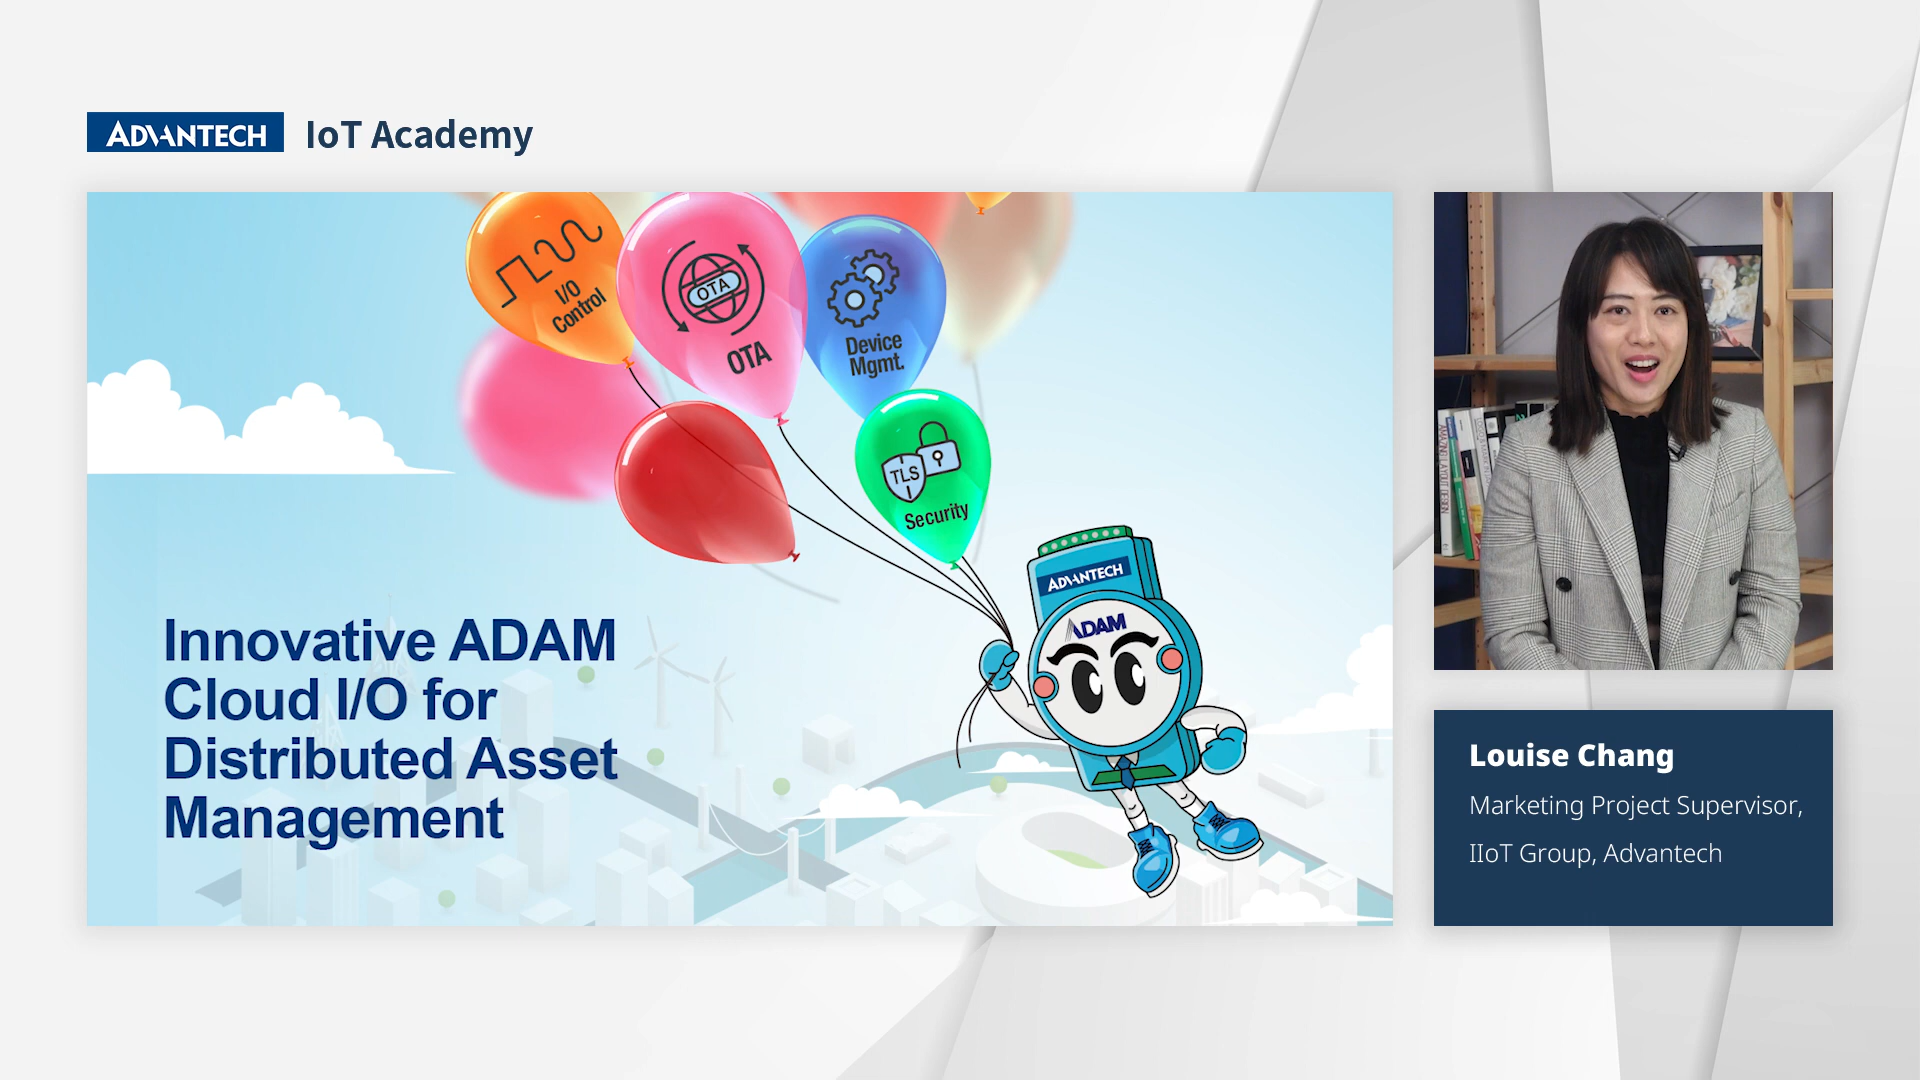 ADVANTECH IoT Academy
I/O
Control
OTA
OTA
Device
Mgmt.
TLS
Security
ADVANTECH
ADAM
Innovative ADAM
Cloud I/O for
Distributed Asset
Management
Louise Chang
Marketing Project Supervisor,
IIoT Group, Advantech